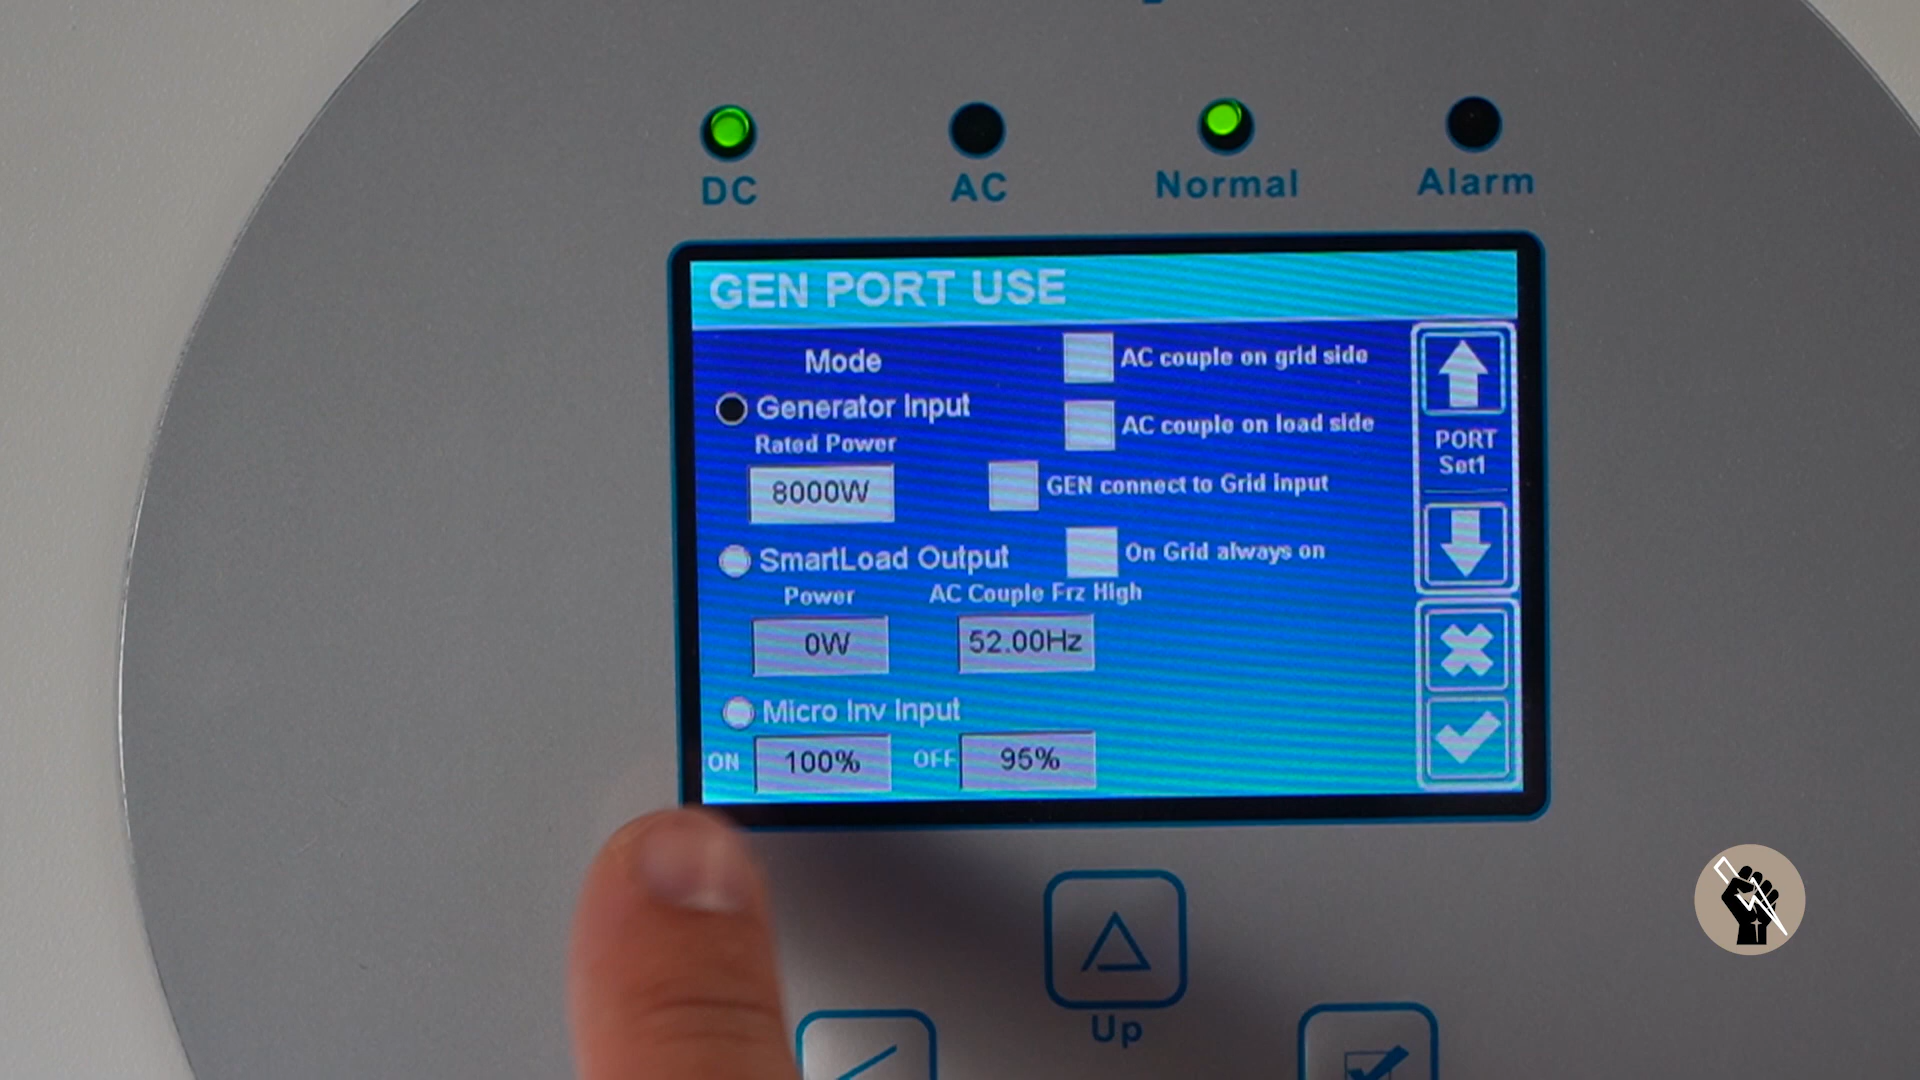 DC AC Normal Alarm
GEN PORT USE
Mode
Generator Input
Rated Power
8000W
SmartLoad Output
Power
0W
AC Couple Frz High
52.00Hz
Micro Inv Input
ON 100% OFF 95%
AC couple on grid side
AC couple on load side
GEN connect to Grid input
On Grid always on
PORT
Set1
Up